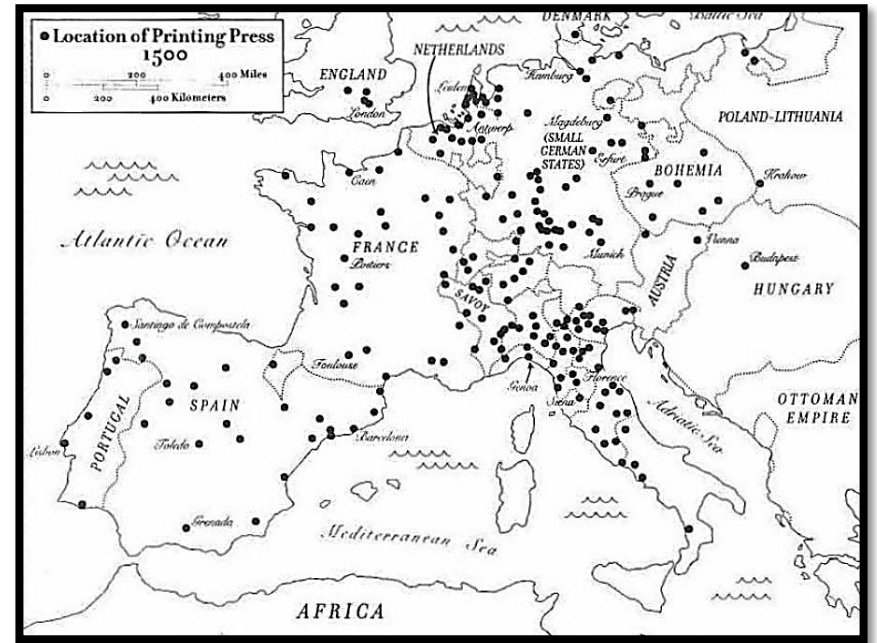 Location of Printing Press
1500
0 200 400 Miles
0 200 400 Kilometers
DENMARK
Baltic Sea
NETHERLANDS
ENGLAND
London
Hamburg
Leiden
Antwerp
Magdeburg
(SMALL
GERMAN
STATES)
Erfurt
POLAND-LITHUANIA
BOHEMIA
Prague
Krakow
Caen
Atlantic Ocean
FRANCE
Poitiers
Munich
Vienna
Budapest
AUSTRIA
HUNGARY
SAVOY
Santiago de Compostela
Toulouse
Genoa
Florence
Siena
Adriatic Sea
OTTOMAN
EMPIRE
PORTUGAL
SPAIN
Lisbon
Toledo
Barcelona
Grenada
Mediterranean Sea
AFRICA